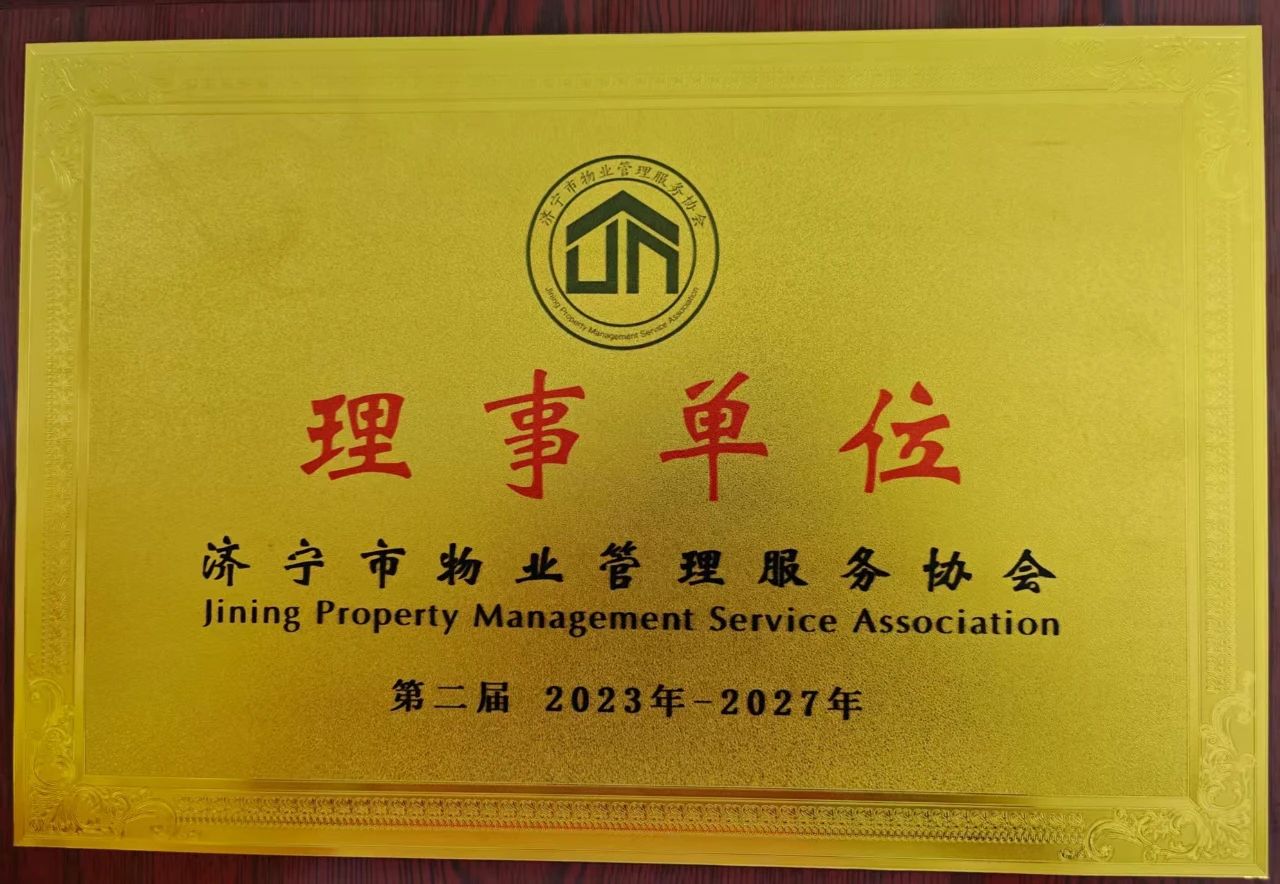 济宁市物业管理服务协会
Jining Property Management Service Association
理事单位
济宁市物业管理服务协会
Jining Property Management Service Association
第二届 2023年-2027年